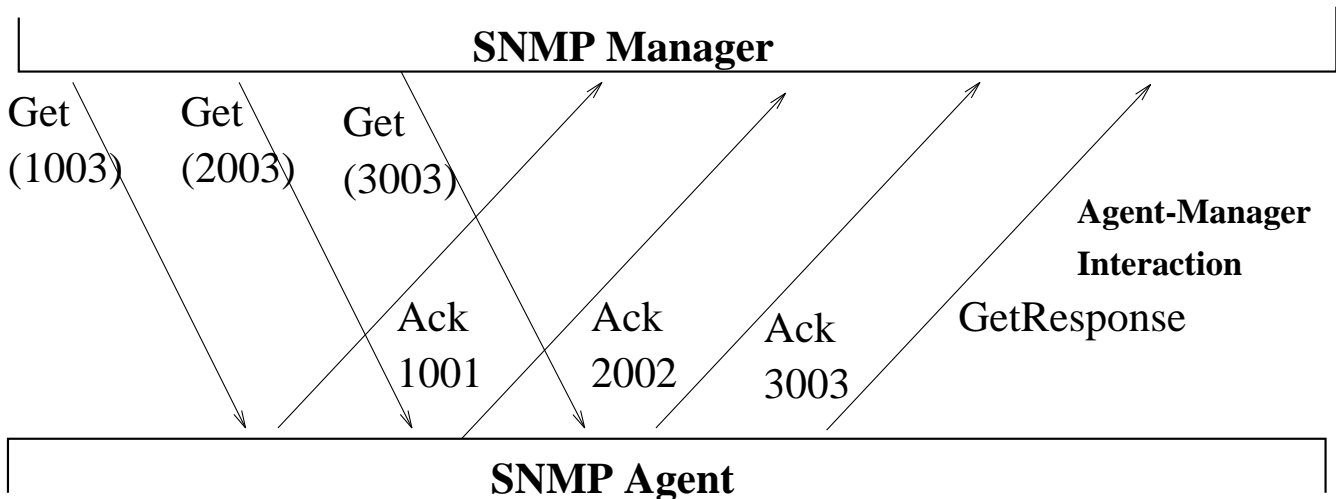 SNMP Manager
Get
(1003)
Get
(2003)
Get
(3003)
Agent-Manager
Interaction
Ack
1001
Ack
2002
Ack
3003
GetResponse
SNMP Agent